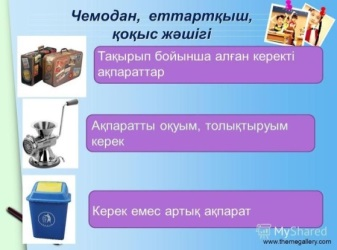 Чемодан, еттартқыш,
қоқыс жәшігі
Тақырып бойынша алған керекті
ақпараттар
Ақпаратты оқуым, толықтыруым
керек
Керек емес артық ақпарат
MyShared
www.themegallery.com